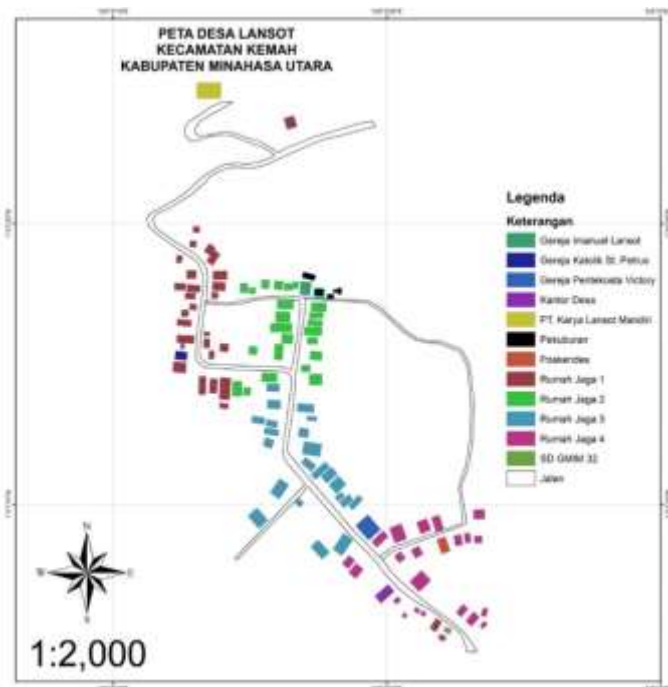 PETA DESA LANSOT
KECAMATAN KEMAH
KABUPATEN MINAHASA UTARA
Legenda
Keterangan
Gereja Imanuel Lansot
Gereja Katolik St. Petrus
Gereja Pentekosta Victory
Kantor Desa
PT. Karya Lansot Mandiri
Pekuburan
Poskendes
Rumah Jaga 1
Rumah Jaga 2
Rumah Jaga 3
Rumah Jaga 4
SD GMIM 32
Jalan
N
W
E
S
1:2,000